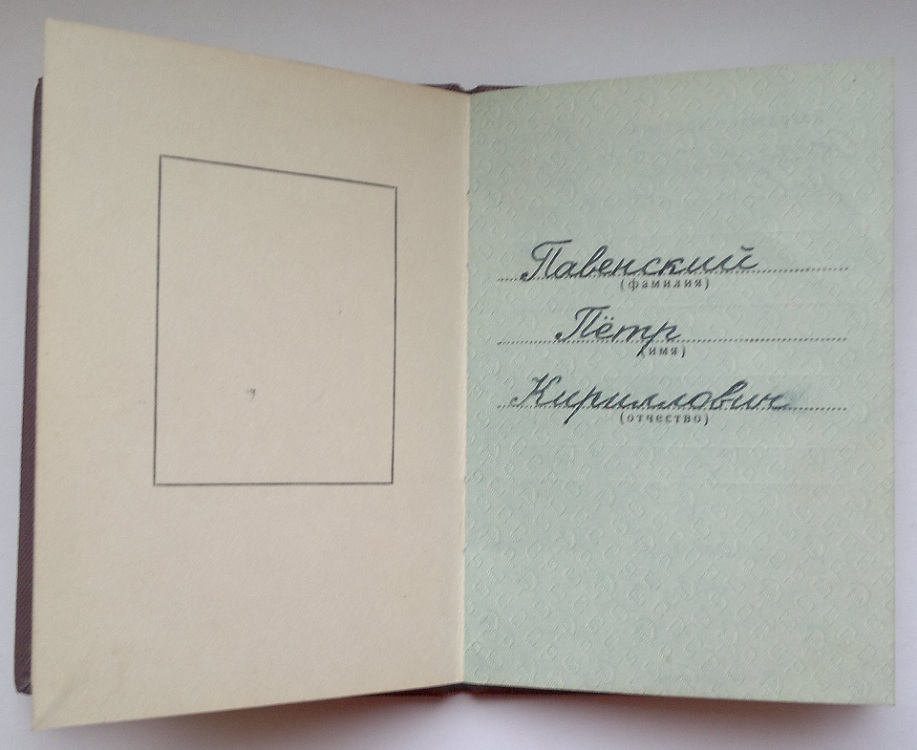 Павенский
(фамилия)
Пётр
(имя)
Кириллович
(отчество)